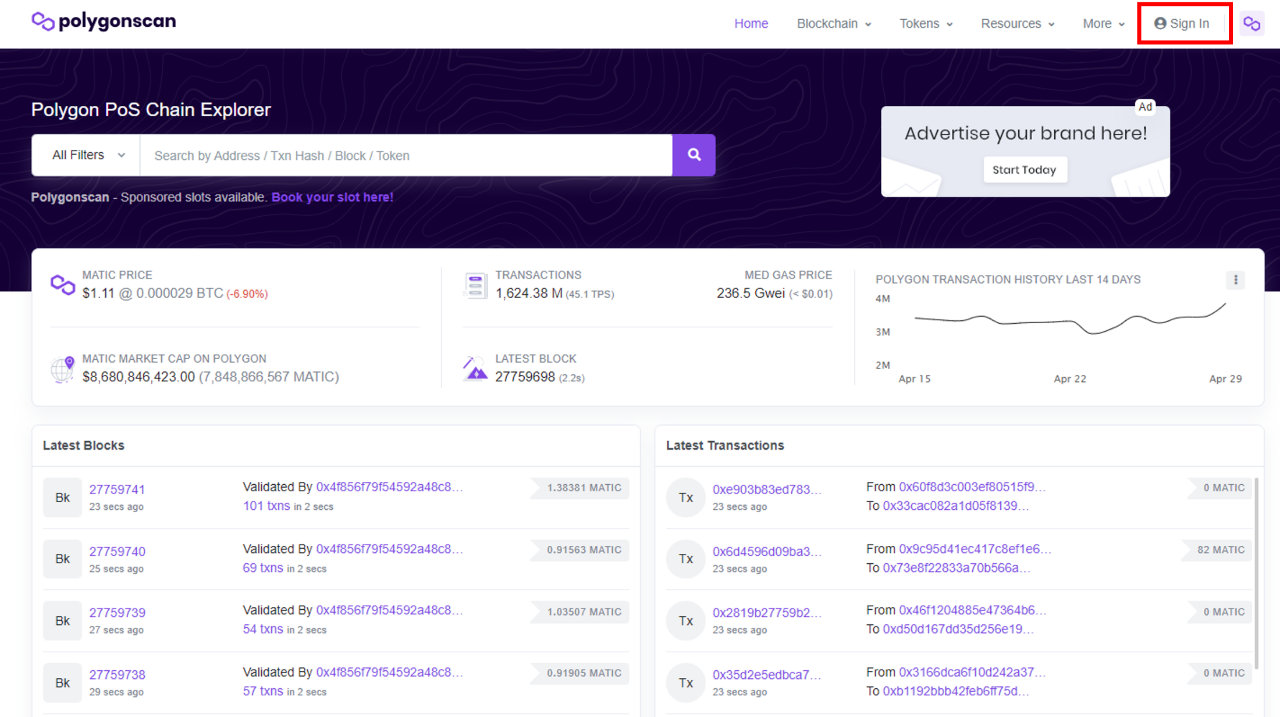 polygonscan
Home Blockchain Tokens Resources More Sign In
Polygon PoS Chain Explorer
All Filters Search by Address / Txn Hash / Block / Token
Polygonscan - Sponsored slots available. Book your slot here!
Ad
Advertise your brand here!
Start Today
MATIC PRICE
$1.11 @ 0.000029 BTC (-6.90%)
MATIC MARKET CAP ON POLYGON
$8,680,846,423.00 (7,848,866,567 MATIC)
TRANSACTIONS
1,624.38 M (45.1 TPS)
MED GAS PRICE
236.5 Gwei (< $0.01)
LATEST BLOCK
27759698 (2.2s)
POLYGON TRANSACTION HISTORY LAST 14 DAYS
4M
3M
2M
Apr 15 Apr 22 Apr 29
Latest Blocks
Bk 27759741 Validated By 0x4f856f79f54592a48c8... 1.38381 MATIC
23 secs ago 101 txns in 2 secs
Bk 27759740 Validated By 0x4f856f79f54592a48c8... 0.91563 MATIC
25 secs ago 69 txns in 2 secs
Bk 27759739 Validated By 0x4f856f79f54592a48c8... 1.03507 MATIC
27 secs ago 54 txns in 2 secs
Bk 27759738 Validated By 0x4f856f79f54592a48c8... 0.91905 MATIC
29 secs ago 57 txns in 2 secs
Latest Transactions
Tx 0xe903b83ed783... From 0x60f8d3c003ef80515f9... 0 MATIC
23 secs ago To 0x33cac082a1d05f8139...
Tx 0x6d4596d09ba3... From 0x9c95d41ec417c8ef1e6... 82 MATIC
23 secs ago To 0x73e8f22833a70b566a...
Tx 0x2819b27759b2... From 0x46f1204885e47364b6... 0 MATIC
23 secs ago To 0xd50d167dd35d256e19...
Tx 0x35d2e5edbca7... From 0x3166dca6f10d242a37... 0 MATIC
23 secs ago To 0xb1192bbb42feb6ff75d...